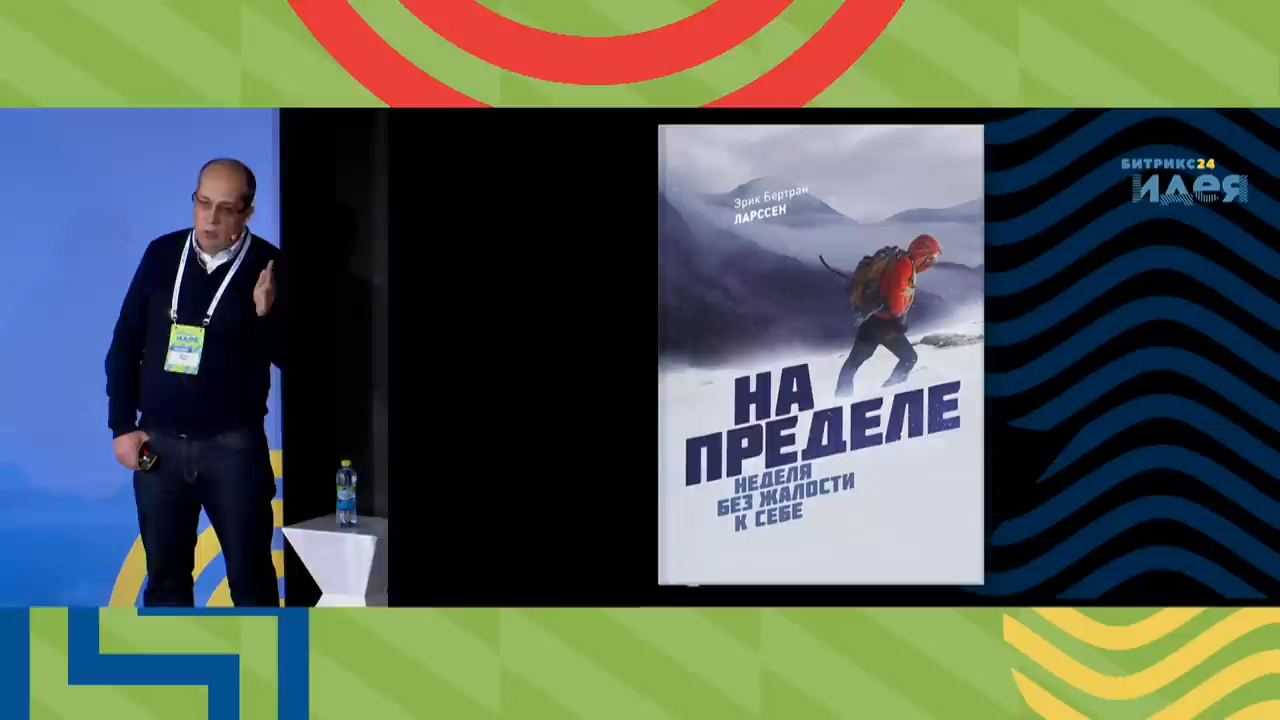 Эрик Бертран
ЛАРССЕН
НА
ПРЕДЕЛЕ
НЕДЕЛЯ
БЕЗ ЖАЛОСТИ
К СЕБЕ
БИТРИКС24
идея